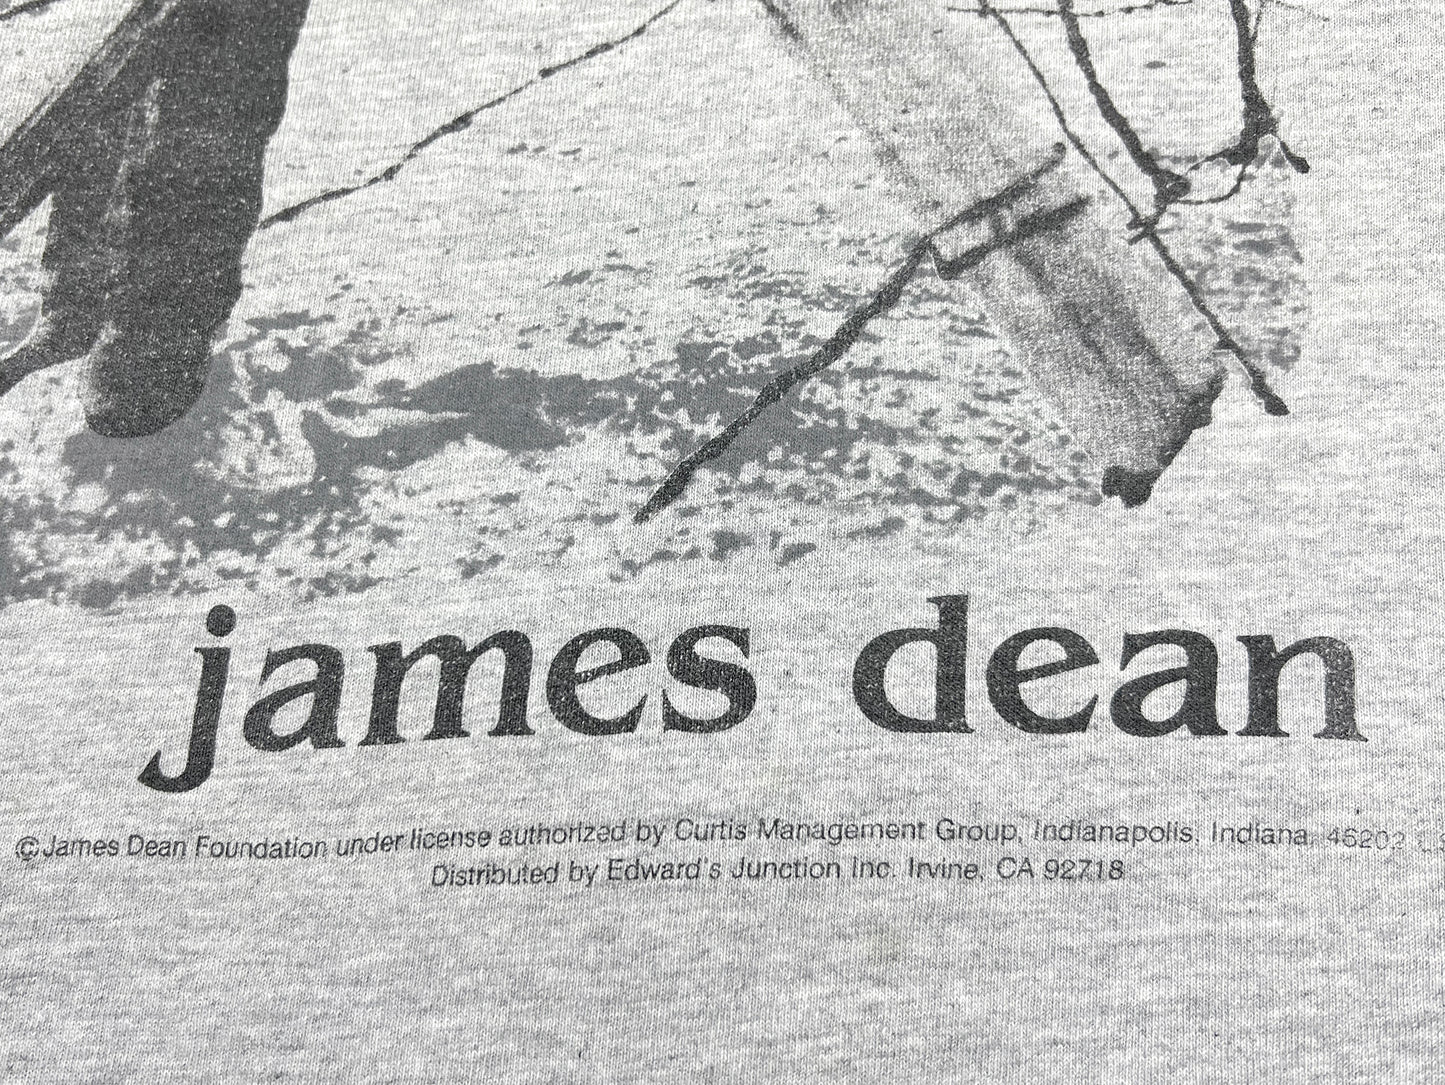 james dean
©James Dean Foundation under license authorized by Curtis Management Group, Indianapolis, Indiana, 46202
Distributed by Edward's Junction Inc. Irvine, CA 92718